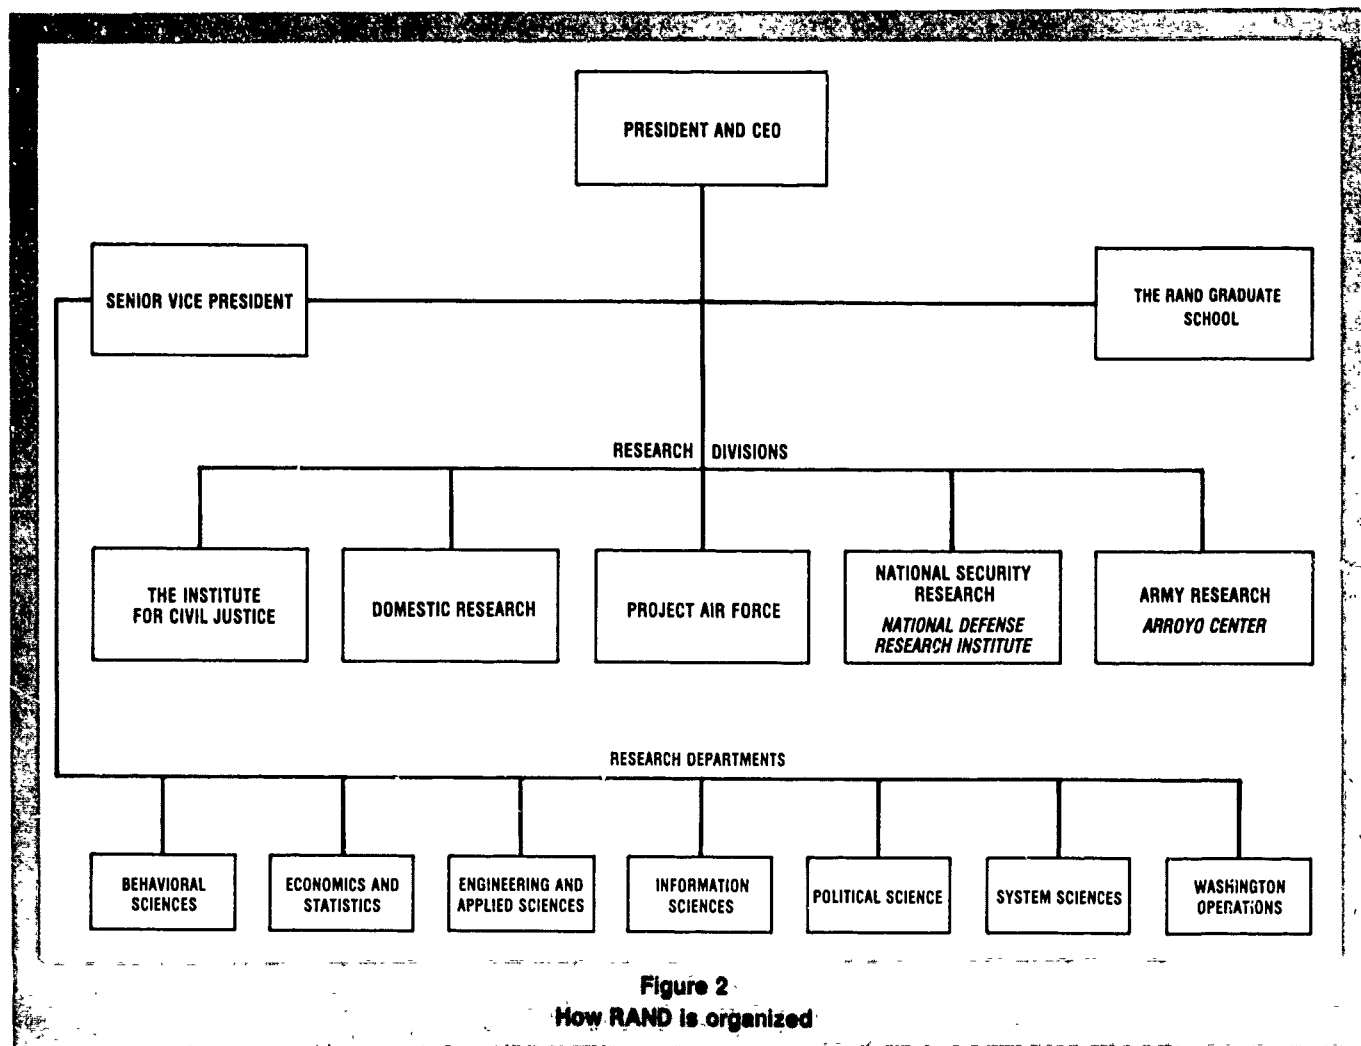 PRESIDENT AND CEO
SENIOR VICE PRESIDENT
THE RAND GRADUATE
SCHOOL
RESEARCH DIVISIONS
THE INSTITUTE
FOR CIVIL JUSTICE
DOMESTIC RESEARCH
PROJECT AIR FORCE
NATIONAL SECURITY
RESEARCH
NATIONAL DEFENSE
RESEARCH INSTITUTE
ARMY RESEARCH
ARROYO CENTER
RESEARCH DEPARTMENTS
BEHAVIORAL
SCIENCES
ECONOMICS AND
STATISTICS
ENGINEERING AND
APPLIED SCIENCES
INFORMATION
SCIENCES
POLITICAL SCIENCE
SYSTEM SCIENCES
WASHINGTON
OPERATIONS
Figure 2
How RAND is organized